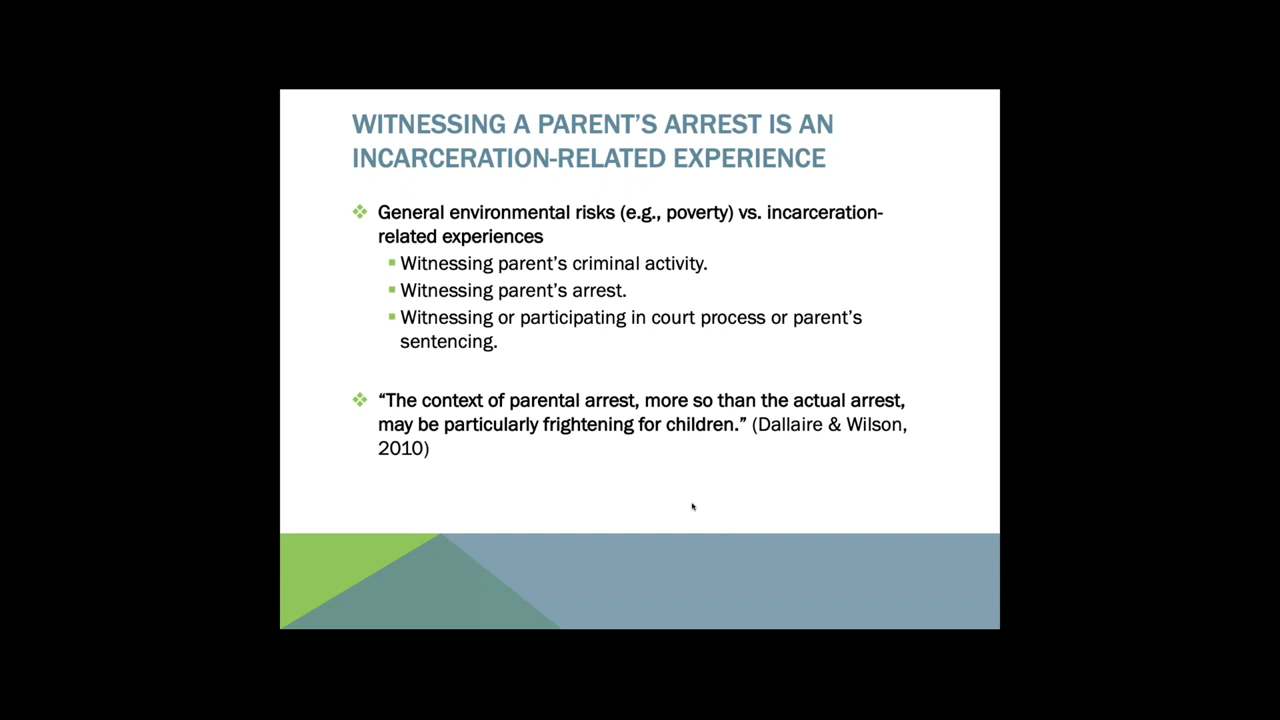 WITNESSING A PARENT’S ARREST IS AN
INCARCERATION-RELATED EXPERIENCE
General environmental risks (e.g., poverty) vs. incarceration-
related experiences
Witnessing parent’s criminal activity.
Witnessing parent’s arrest.
Witnessing or participating in court process or parent’s
sentencing.
“The context of parental arrest, more so than the actual arrest,
may be particularly frightening for children.” (Dallaire & Wilson,
2010)